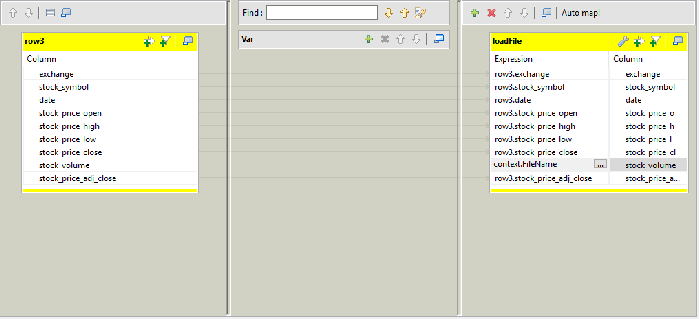 Find :
Auto map!
row3
Column
exchange
stock_symbol
date
stock_price_open
stock_price_high
stock_price_low
stock_price_close
stock_volume
stock_price_adj_close
Var
loadFile
Expression Column
row3.exchange exchange
row3.stock_symbol stock_symbol
row3.date date
row3.stock_price_open stock_price_o
row3.stock_price_high stock_price_h
row3.stock_price_low stock_price_l
row3.stock_price_close stock_price_cl
context.FileName ... stock_volume
row3.stock_price_adj_close stock_price_a...